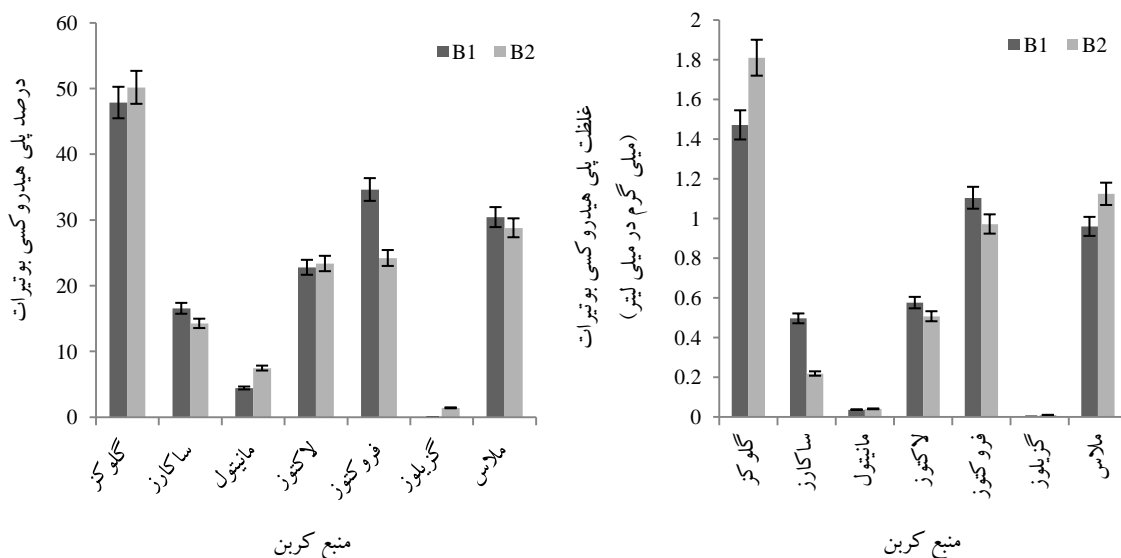 درصد پلی هیدروکسی بوتیرات
60
50
40
30
20
10
0
B1 B2
گلوکز
ساکارز
مانیتول
لاکتوز
فروکتوز
گزیلوز
ملاس
منبع کربن
غلظت پلی هیدروکسی بوتیرات
(میلی گرم در میلی لیتر)
2
1.8
1.6
1.4
1.2
1
0.8
0.6
0.4
0.2
0
B1 B2
گلوکز
ساکارز
مانیتول
لاکتوز
فروکتوز
گزیلوز
ملاس
منبع کربن